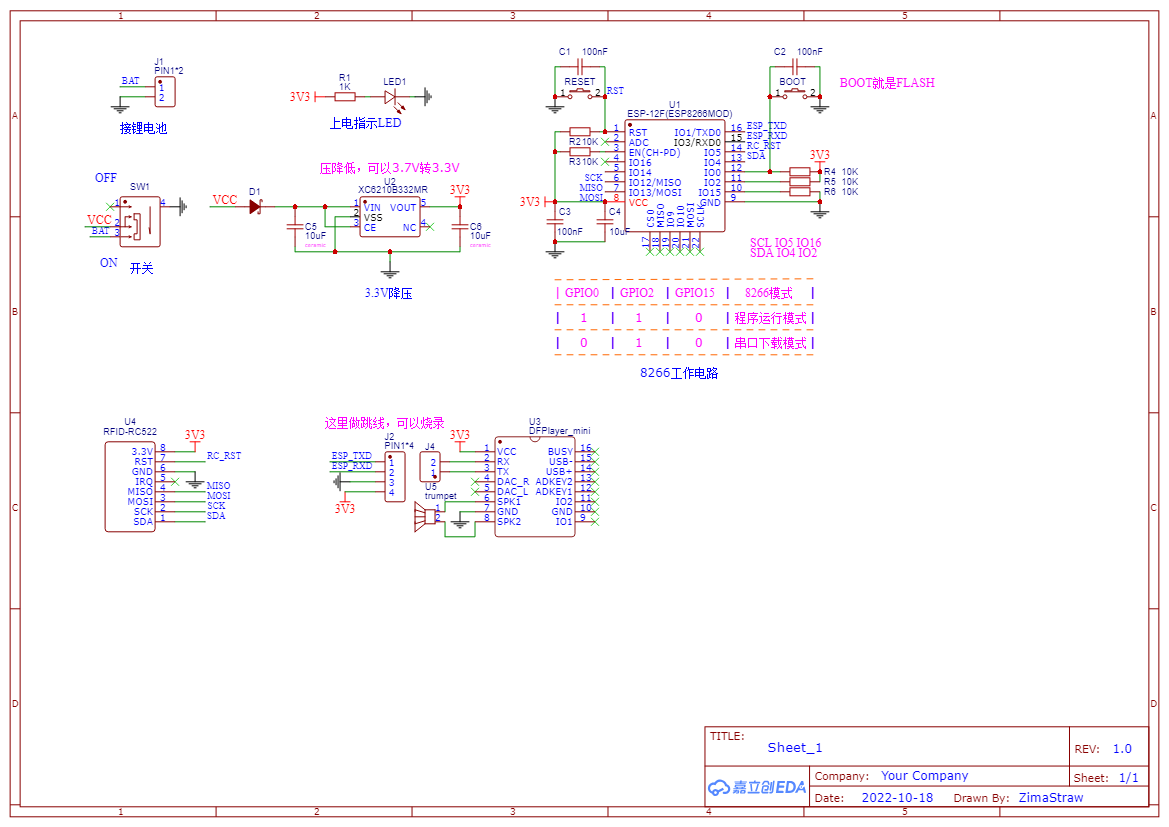 1 2 3 4 5
A A
B B
C C
D D
J1
PIN1*2
BAT
1
2
接锂电池
R1
1K
LED1
3V3
上电指示LED
OFF
SW1
1 4
VCC 2
BAT 3
ON 开关
压降低，可以3.7V转3.3V
U2
XC6210B332MR
VCC
D1
3V3
1 VIN VOUT 5
2 VSS
3 CE NC 4
C5
10uF
ceramic
C6
10uF
ceramic
3.3V降压
C1 100nF
RESET
1 2
RST
C2 100nF
BOOT
1 2
BOOT就是FLASH
U1
ESP-12F(ESP8266MOD)
1 RST IO1/TXD0 16 ESP_TXD
2 ADC IO3/RXD0 15 ESP_RXD
3 EN(CH-PD) IO5 14 RC_RST
4 IO16 IO4 13 SDA
5 IO14 IO0 12
SCK 6 IO12/MISO IO2 11
MISO 7 IO13/MOSI IO15 10
MOSI 8 VCC GND 9
R2 10K
R3 10K
3V3
3V3
R4 10K
R5 10K
R6 10K
C3
100nF
C4
10uF
CS0 MISO IO9 IO10 MOSI SCLK
17 18 19 20 21 22
SCL IO5 IO16
SDA IO4 IO2
| GPIO0 | GPIO2 | GPIO15 | 8266模式 |
| 1 | 1 | 0 | 程序运行模式 |
| 0 | 1 | 0 | 串口下载模式 |
8266工作电路
U4
RFID-RC522
3V3
3.3V 8
RST 7 RC_RST
GND 6
IRQ 5
MISO 4 MISO
MOSI 3 MOSI
SCK 2 SCK
SDA 1 SDA
这里做跳线，可以烧录
J2
PIN1*4
ESP_TXD 1
ESP_RXD 2
3
4
3V3
J4
2
1
3V3
U5
trumpet
1
2
U3
DFPlayer_mini
1 VCC BUSY 16
2 RX USB- 15
3 TX USB+ 14
4 DAC_R ADKEY2 13
5 DAC_L ADKEY1 12
6 SPK1 IO2 11
7 GND GND 10
8 SPK2 IO1 9
TITLE:
Sheet_1
REV: 1.0
嘉立创EDA
Company: Your Company
Sheet: 1/1
Date: 2022-10-18 Drawn By: ZimaStraw
1 2 3 4 5